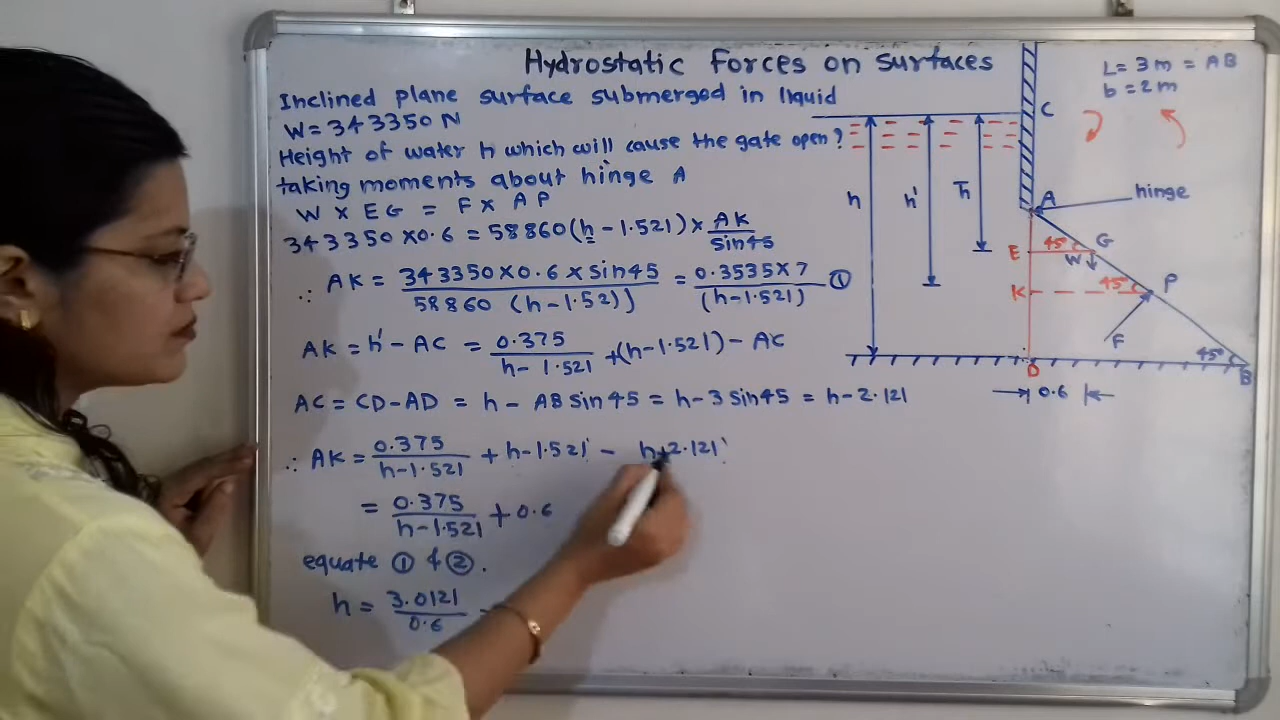 Hydrostatic Forces on surfaces
Inclined plane surface submerged in liquid
W = 343350 N
Height of water h which will cause the gate open?
taking moments about hinge A
W × EG = F × AP
343350 × 0.6 = 58860 (h - 1.521) × AK / sin45
∴ AK = 343350 × 0.6 × sin45 / 58860 (h - 1.521) = 0.3535 × 7 / (h - 1.521) ①
AK = h' - AC = 0.375 / h - 1.521 + (h - 1.521) - AC
AC = CD - AD = h - AB sin 45 = h - 3 sin 45 = h - 2.121
∴ AK = 0.375 / h - 1.521 + h - 1.521 - h + 2.121
= 0.375 / h - 1.521 + 0.6
equate ① & ②.
h = 3.0121 / 0.6
L = 3 m = AB
b = 2 m
C
h
h'
h̅
A
hinge
E
45°
G
W
K
45°
P
F
45°
D
B
0.6